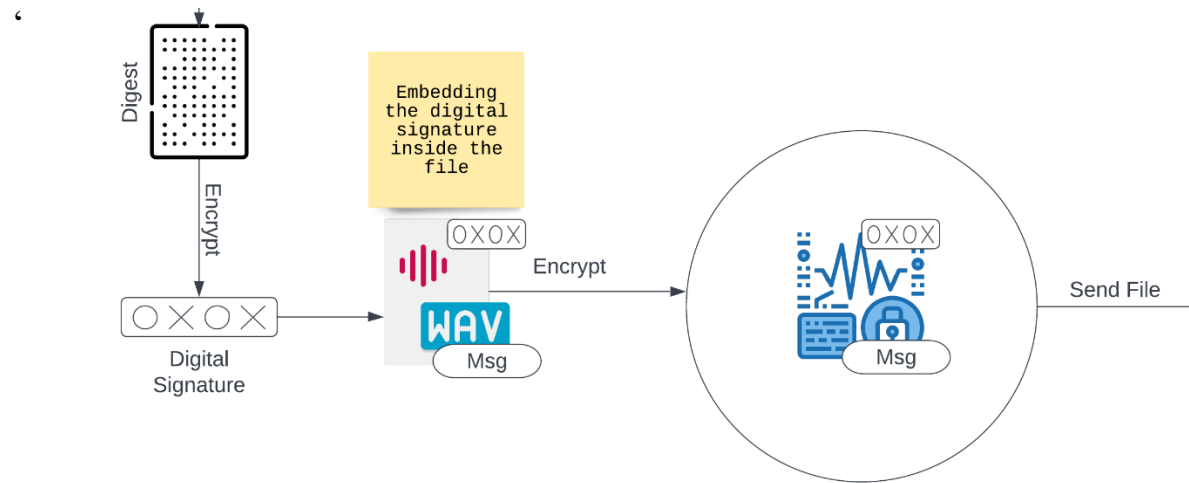 ‘
Digest
Embedding
the digital
signature
inside the
file
Encrypt
OXOX
OXOX
Encrypt
Send File
OXOX
WAV
Msg
Msg
Digital
Signature